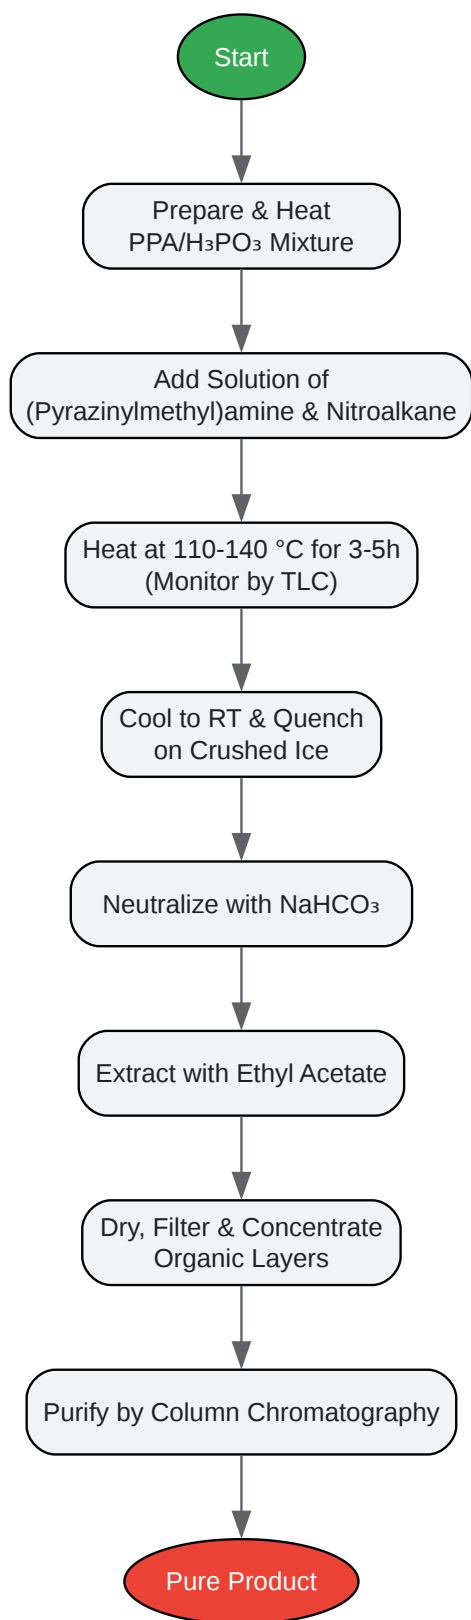 Start
Prepare & Heat
PPA/H₃PO₃ Mixture
Add Solution of
(Pyrazinylmethyl)amine & Nitroalkane
Heat at 110-140 °C for 3-5h
(Monitor by TLC)
Cool to RT & Quench
on Crushed Ice
Neutralize with NaHCO₃
Extract with Ethyl Acetate
Dry, Filter & Concentrate
Organic Layers
Purify by Column Chromatography
Pure Product